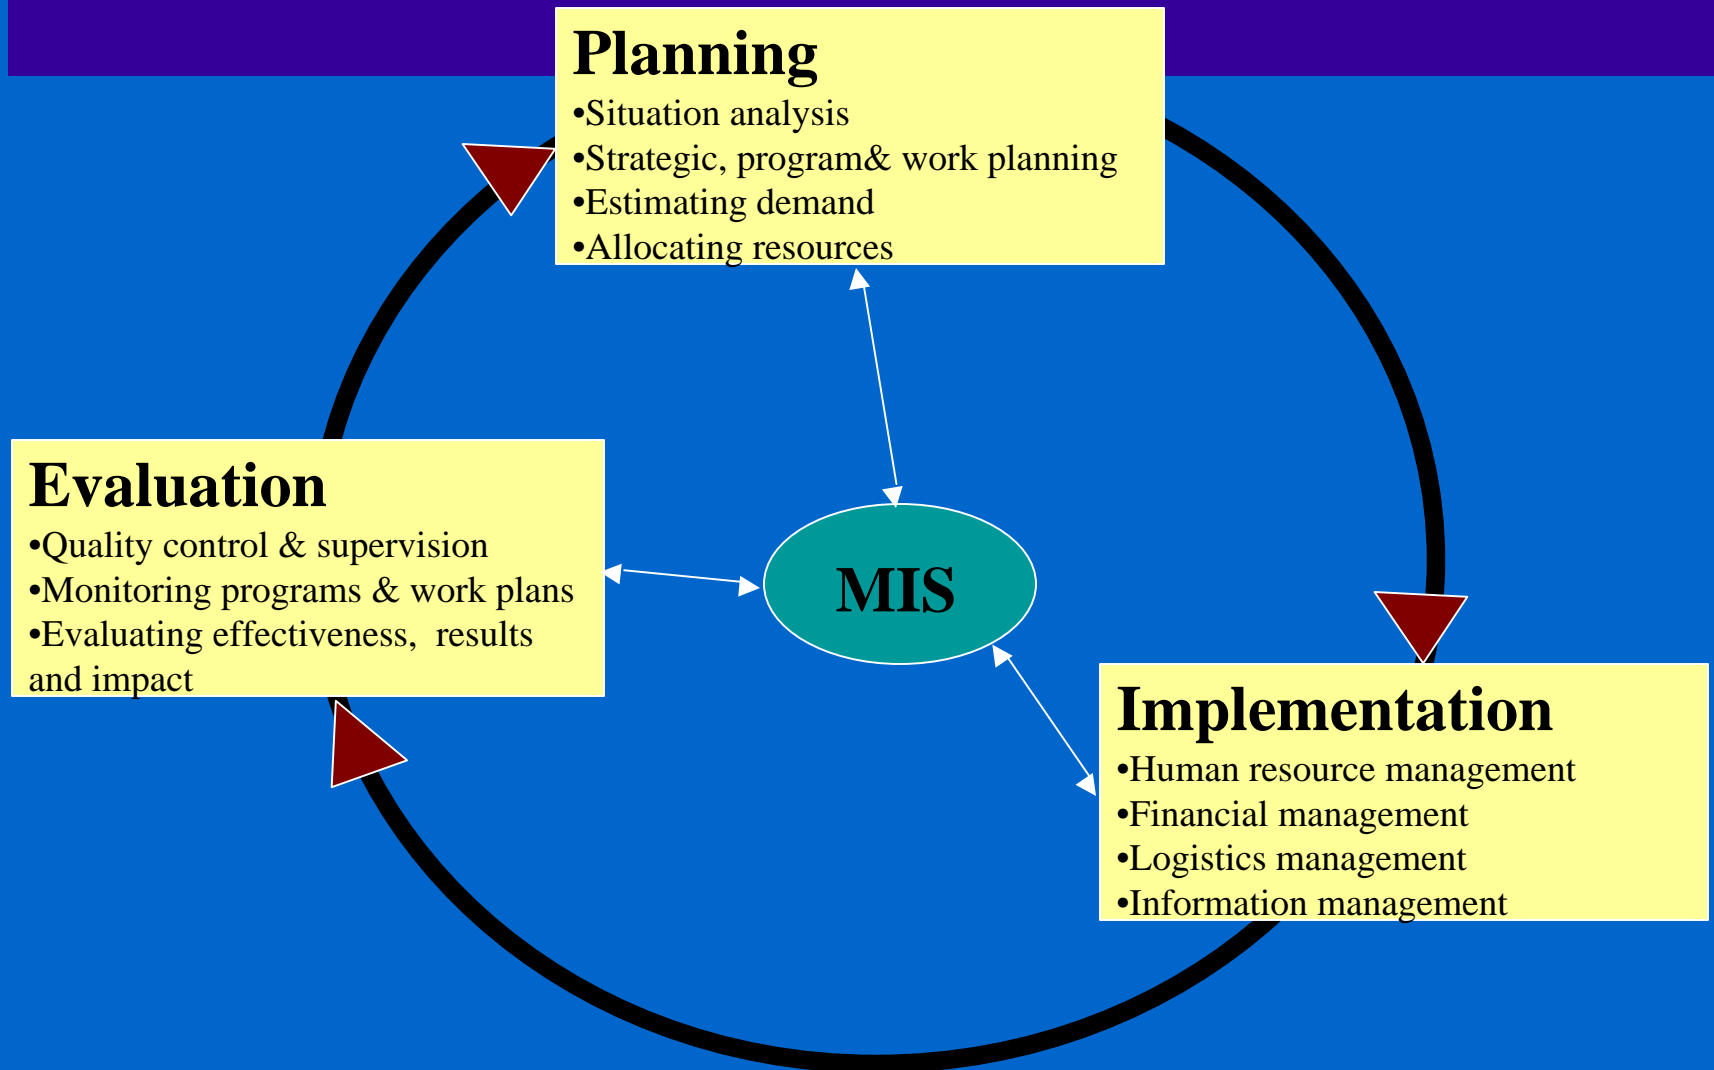 Planning
•Situation analysis
•Strategic, program& work planning
•Estimating demand
•Allocating resources
Evaluation
•Quality control & supervision
•Monitoring programs & work plans
•Evaluating effectiveness, results
and impact
MIS
Implementation
•Human resource management
•Financial management
•Logistics management
•Information management